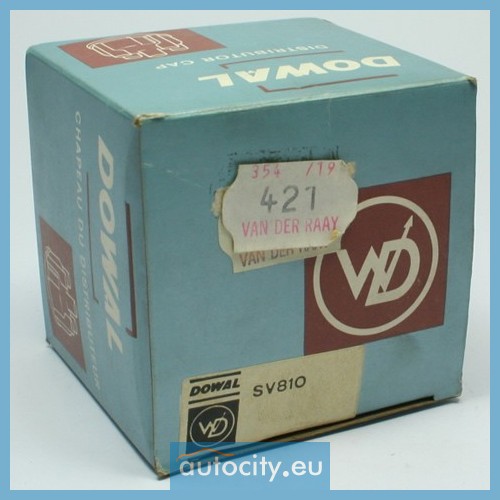 DOWAL
DISTRIBUTOR CAP
DOWAL
CHAPEAU DU DISTRIBUTEUR
354 /19
421
VAN DER RAAY
VAN DER
WD
DOWAL
SV810
WD
autocity.eu